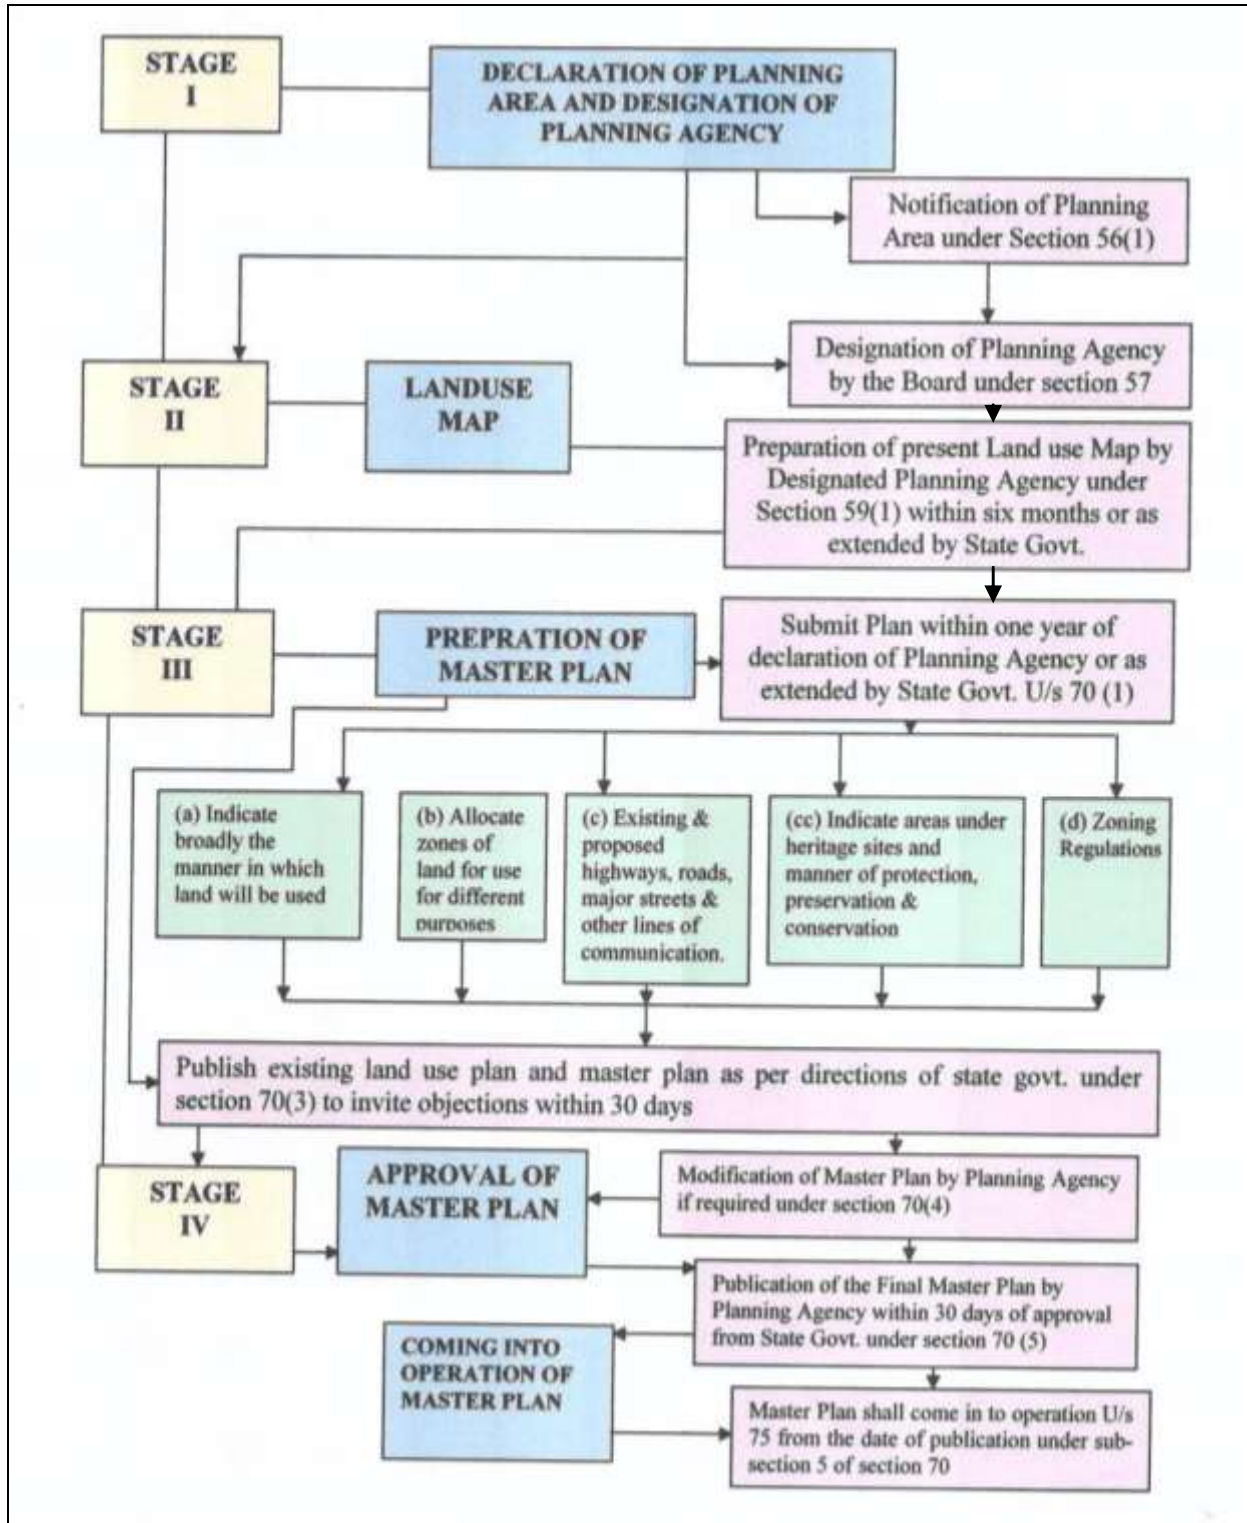 STAGE
I
DECLARATION OF PLANNING
AREA AND DESIGNATION OF
PLANNING AGENCY
Notification of Planning
Area under Section 56(1)
Designation of Planning Agency
by the Board under section 57
STAGE
II
LANDUSE
MAP
Preparation of present Land use Map by
Designated Planning Agency under
Section 59(1) within six months or as
extended by State Govt.
STAGE
III
PREPRATION OF
MASTER PLAN
Submit Plan within one year of
declaration of Planning Agency or as
extended by State Govt. U/s 70 (1)
(a) Indicate
broadly the
manner in which
land will be used
(b) Allocate
zones of
land for use
for different
purposes
(c) Existing &
proposed
highways, roads,
major streets &
other lines of
communication.
(cc) Indicate areas under
heritage sites and
manner of protection,
preservation &
conservation
(d) Zoning
Regulations
Publish existing land use plan and master plan as per directions of state govt. under
section 70(3) to invite objections within 30 days
STAGE
IV
APPROVAL OF
MASTER PLAN
Modification of Master Plan by Planning Agency
if required under section 70(4)
Publication of the Final Master Plan by
Planning Agency within 30 days of approval
from State Govt. under section 70 (5)
COMING INTO
OPERATION OF
MASTER PLAN
Master Plan shall come in to operation U/s
75 from the date of publication under sub-
section 5 of section 70